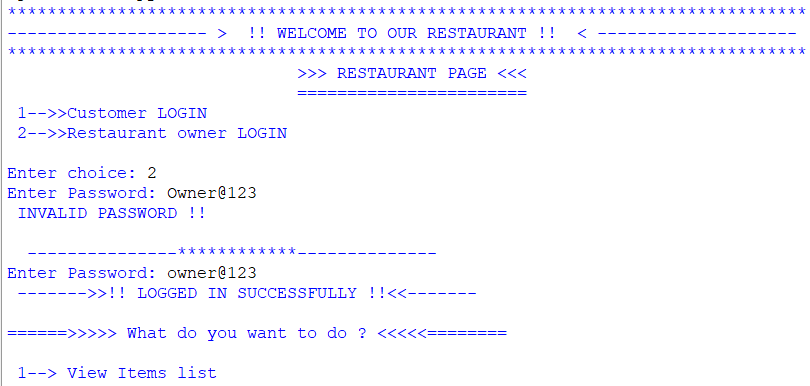 ********************************************************************************
-------------------- >  !! WELCOME TO OUR RESTAURANT !!  < --------------------
********************************************************************************
>>> RESTAURANT PAGE <<<
=======================
1-->>Customer LOGIN
2-->>Restaurant owner LOGIN
Enter choice: 2
Enter Password: Owner@123
INVALID PASSWORD !!
---------------************--------------
Enter Password: owner@123
------->>!! LOGGED IN SUCCESSFULLY !!<<-------
======>>>>> What do you want to do ? <<<<<========
1--> View Items list